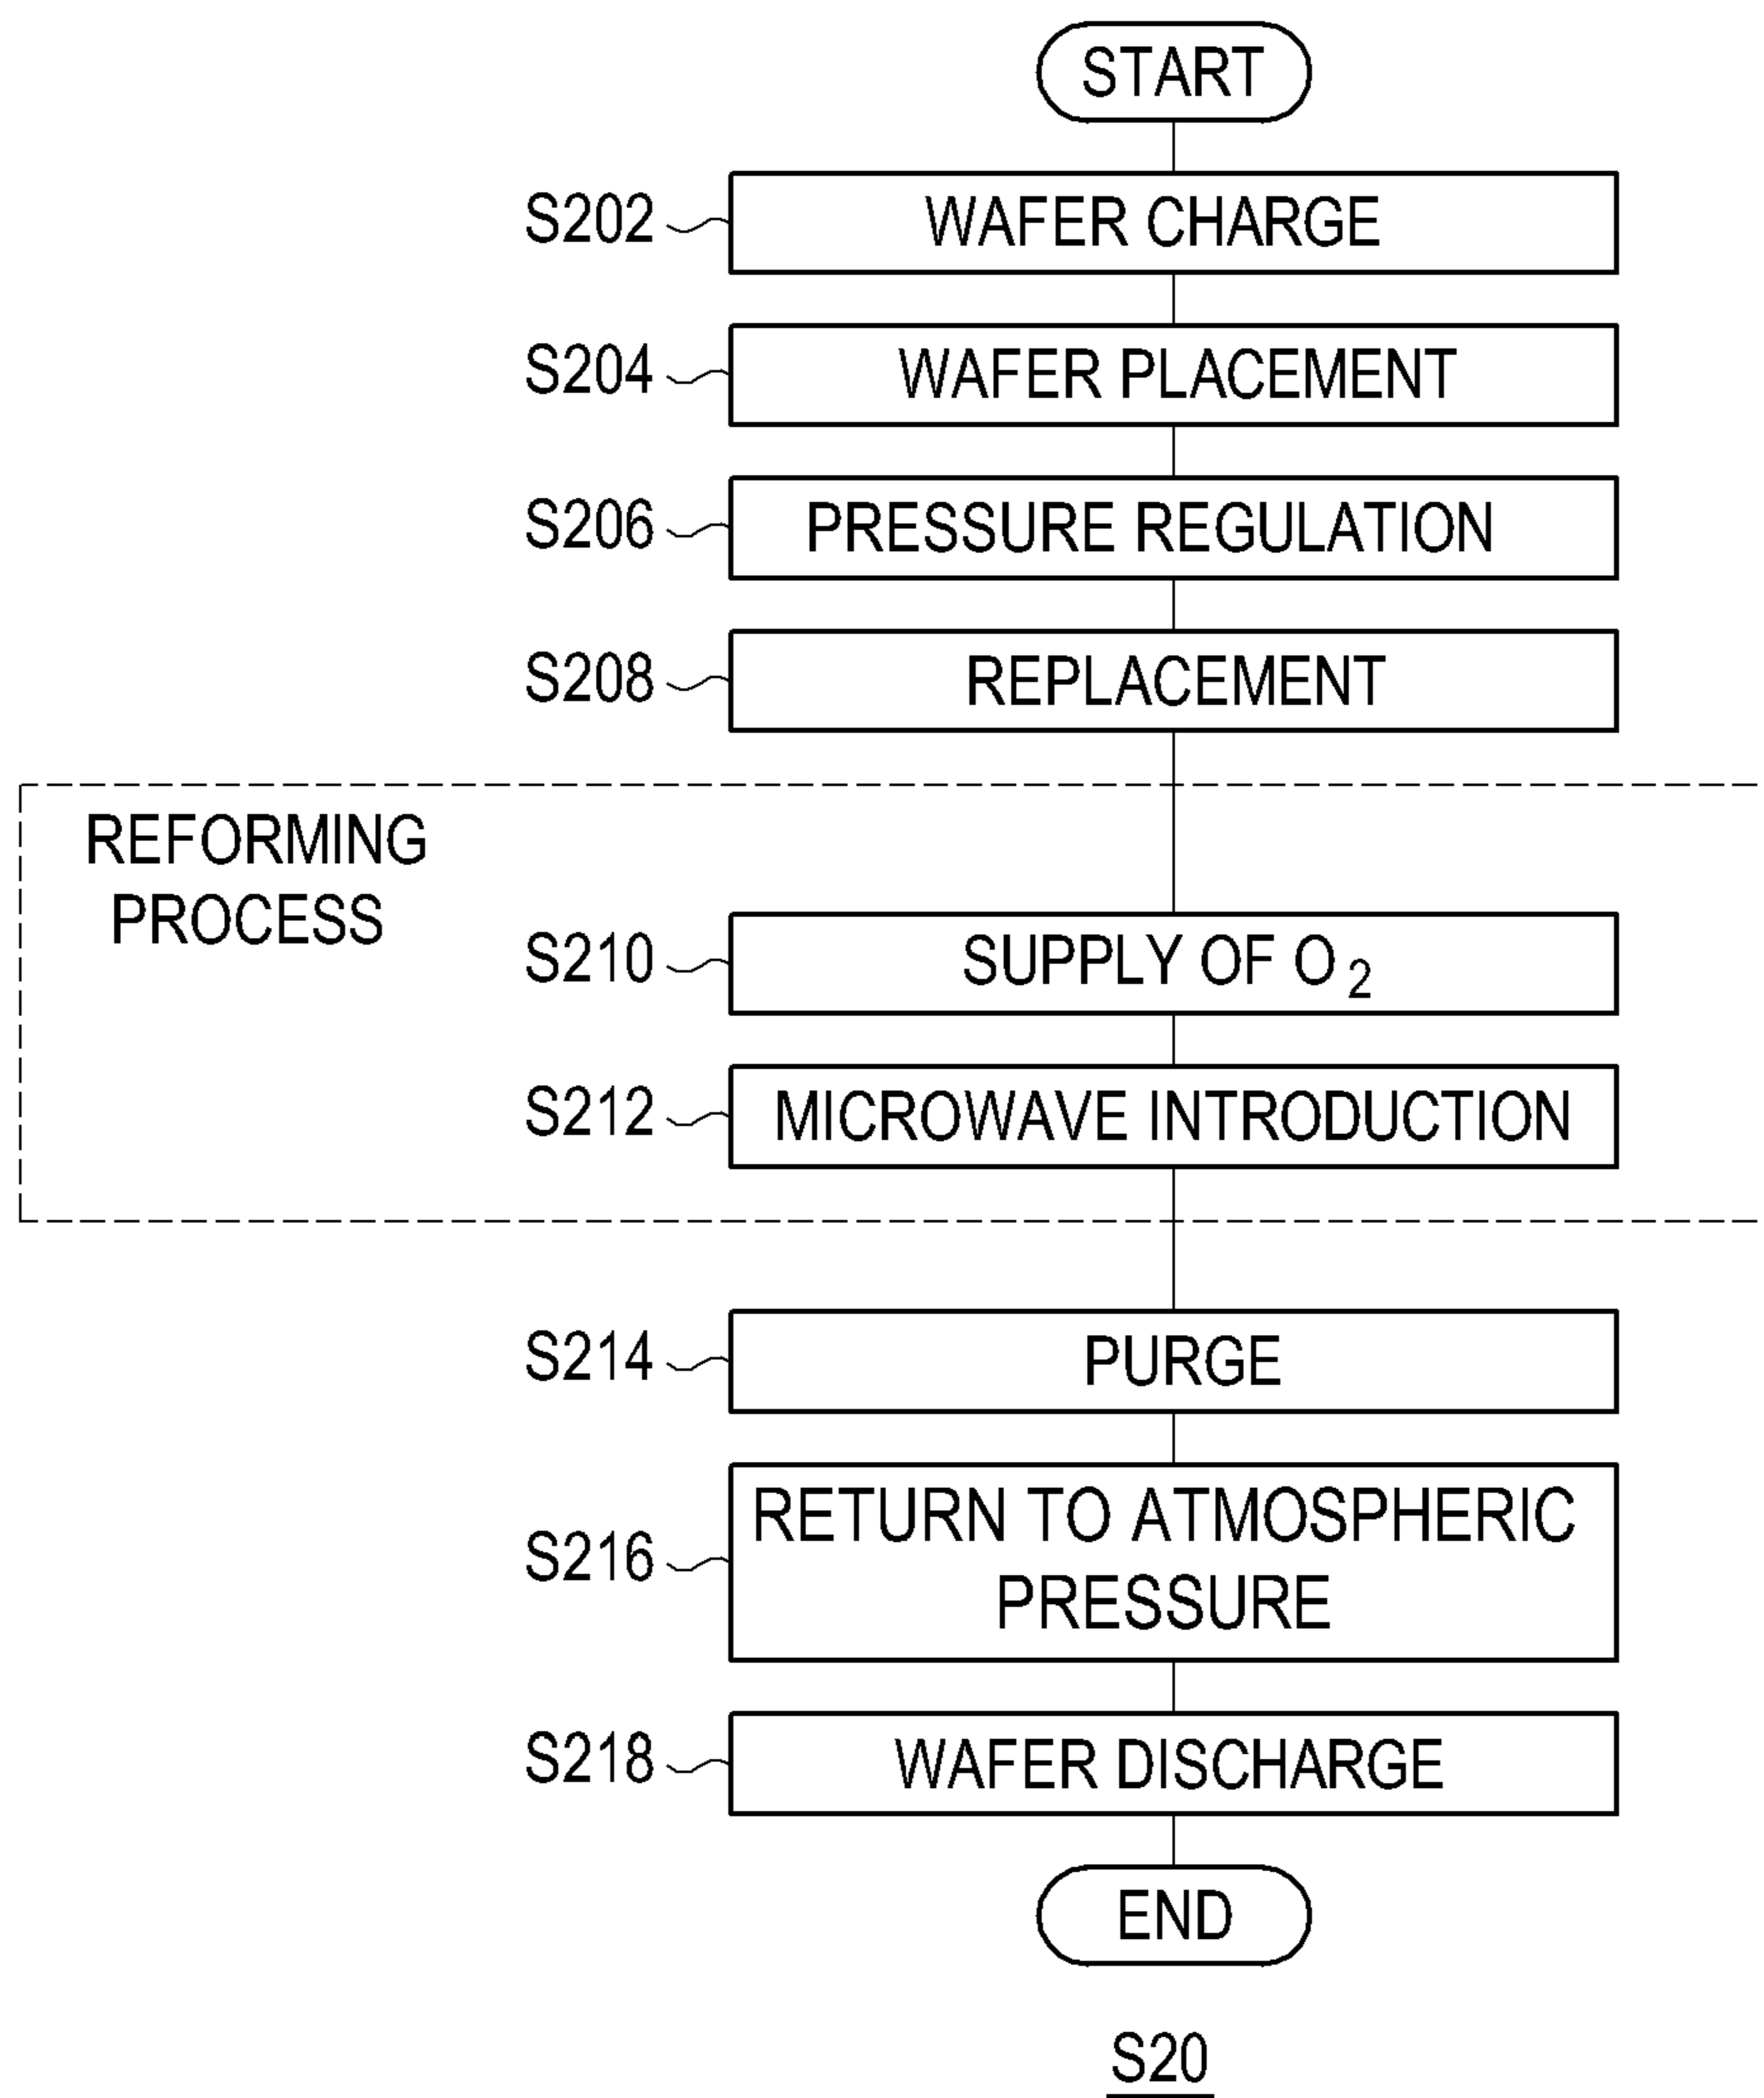 START
S202 WAFER CHARGE
S204 WAFER PLACEMENT
S206 PRESSURE REGULATION
S208 REPLACEMENT
REFORMING
PROCESS
S210 SUPPLY OF O2
S212 MICROWAVE INTRODUCTION
S214 PURGE
S216 RETURN TO ATMOSPHERIC
PRESSURE
S218 WAFER DISCHARGE
END
S20